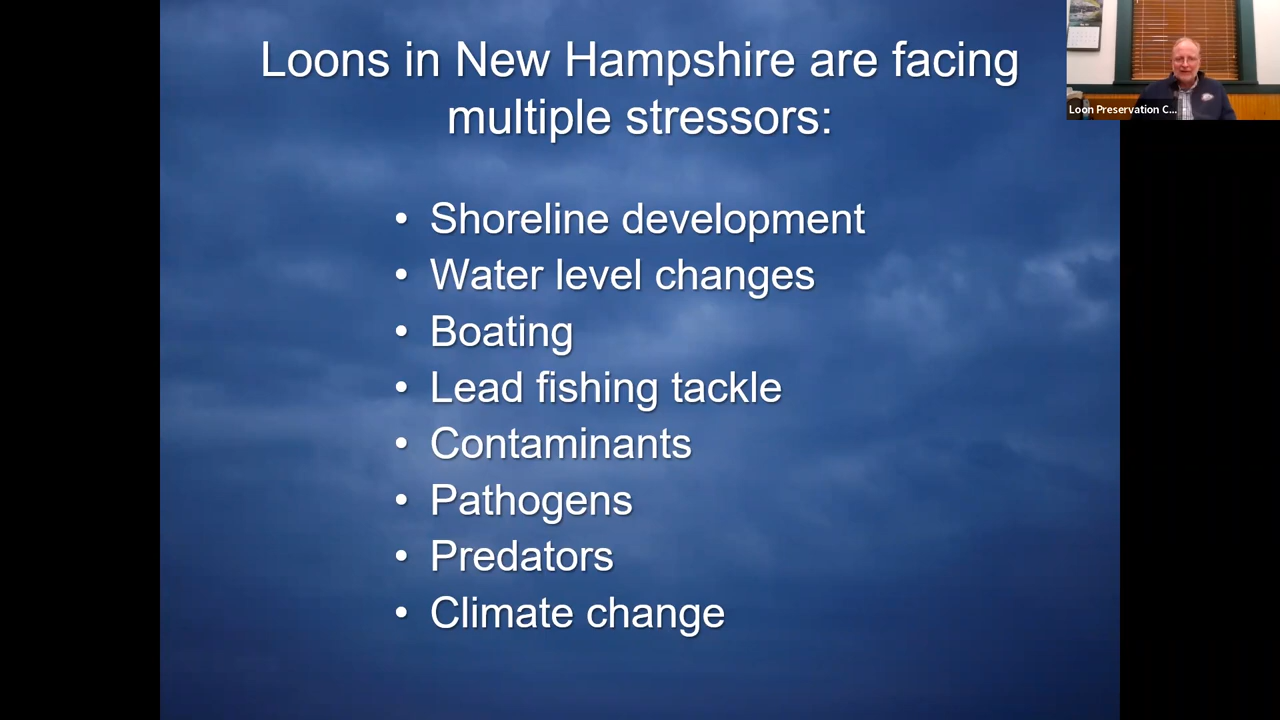 Loons in New Hampshire are facing
multiple stressors:
• Shoreline development
• Water level changes
• Boating
• Lead fishing tackle
• Contaminants
• Pathogens
• Predators
• Climate change
Loon Preservation C...